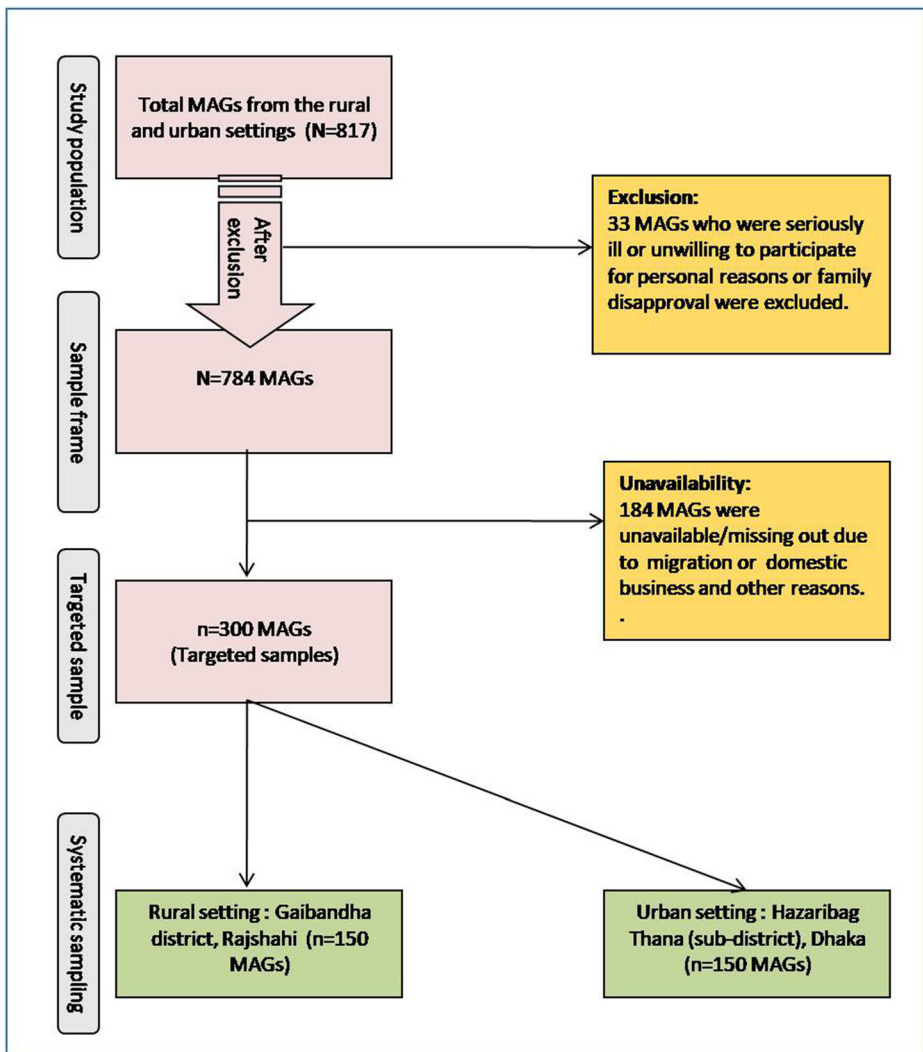 Study population
Total MAGs from the rural
and urban settings (N=817)
After
exclusion
Exclusion:
33 MAGs who were seriously
ill or unwilling to participate
for personal reasons or family
disapproval were excluded.
Sample frame
N=784 MAGs
Unavailability:
184 MAGs were
unavailable/missing out due
to migration or domestic
business and other reasons.
.
Targeted sample
n=300 MAGs
(Targeted samples)
Systematic sampling
Rural setting : Gaibandha
district, Rajshahi (n=150
MAGs)
Urban setting : Hazaribag
Thana (sub-district), Dhaka
(n=150 MAGs)